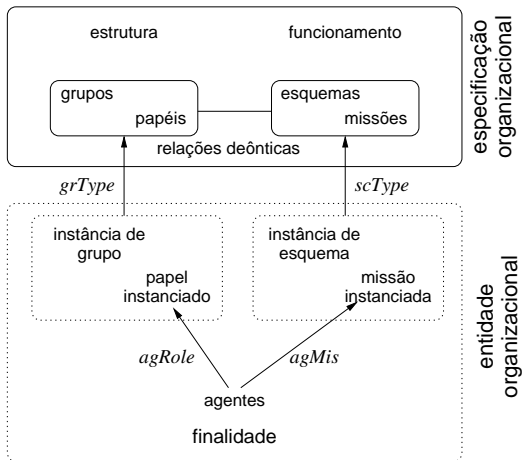 estrutura
funcionamento
grupos
papéis
esquemas
missões
relações deônticas
especificação
organizacional
grType
scType
instância de
grupo
papel
instanciado
instância de
esquema
missão
instanciada
agRole
agMis
agentes
finalidade
entidade
organizacional